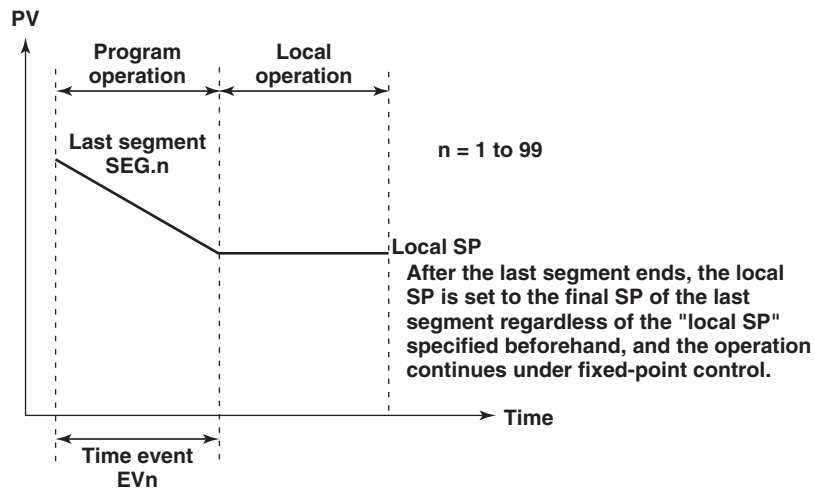 PV
Program
operation
Local
operation
Last segment
SEG.n
n = 1 to 99
Local SP
After the last segment ends, the local
SP is set to the final SP of the last
segment regardless of the "local SP"
specified beforehand, and the operation
continues under fixed-point control.
Time
Time event
EVn